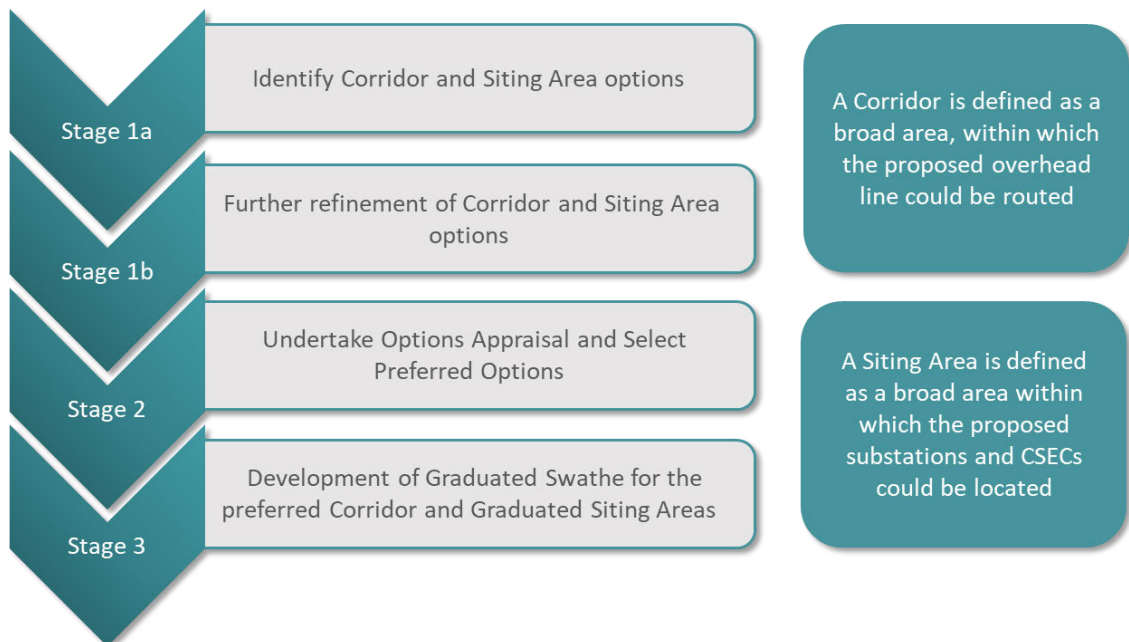 Stage 1a
Identify Corridor and Siting Area options
Stage 1b
Further refinement of Corridor and Siting Area
options
Stage 2
Undertake Options Appraisal and Select
Preferred Options
Stage 3
Development of Graduated Swathe for the
preferred Corridor and Graduated Siting Areas
A Corridor is defined as a
broad area, within which
the proposed overhead
line could be routed
A Siting Area is defined
as a broad area within
which the proposed
substations and CSECs
could be located